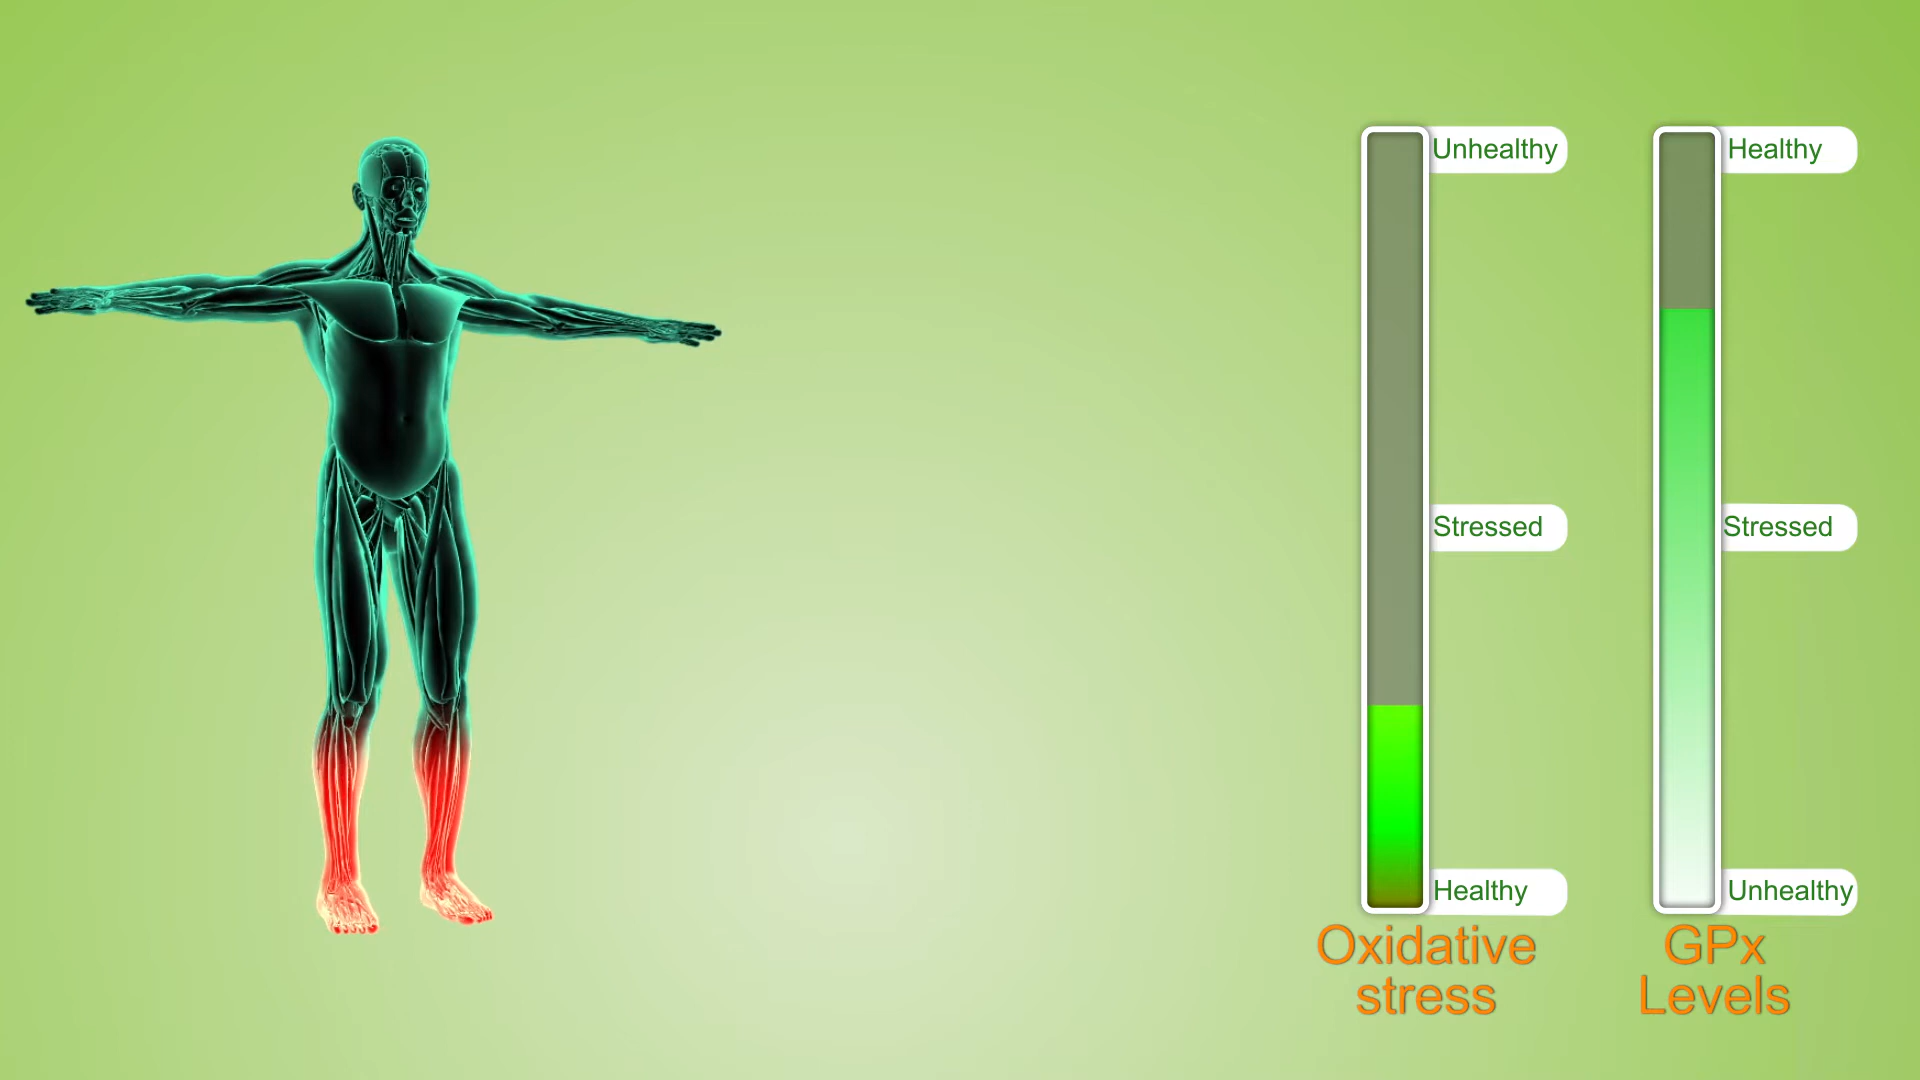 Unhealthy
Stressed
Healthy
Oxidative
stress
Healthy
Stressed
Unhealthy
GPx
Levels